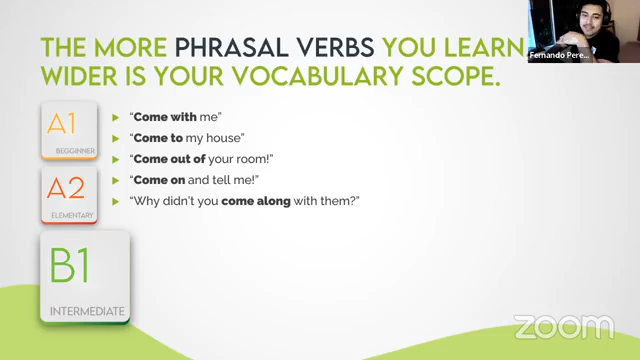 THE MORE PHRASAL VERBS YOU LEARN
WIDER IS YOUR VOCABULARY SCOPE.
Fernando Pere...
A1
BEGGINNER
A2
ELEMENTARY
B1
INTERMEDIATE
“Come with me”
“Come to my house”
“Come out of your room!”
“Come on and tell me!”
“Why didn’t you come along with them?”
zoom